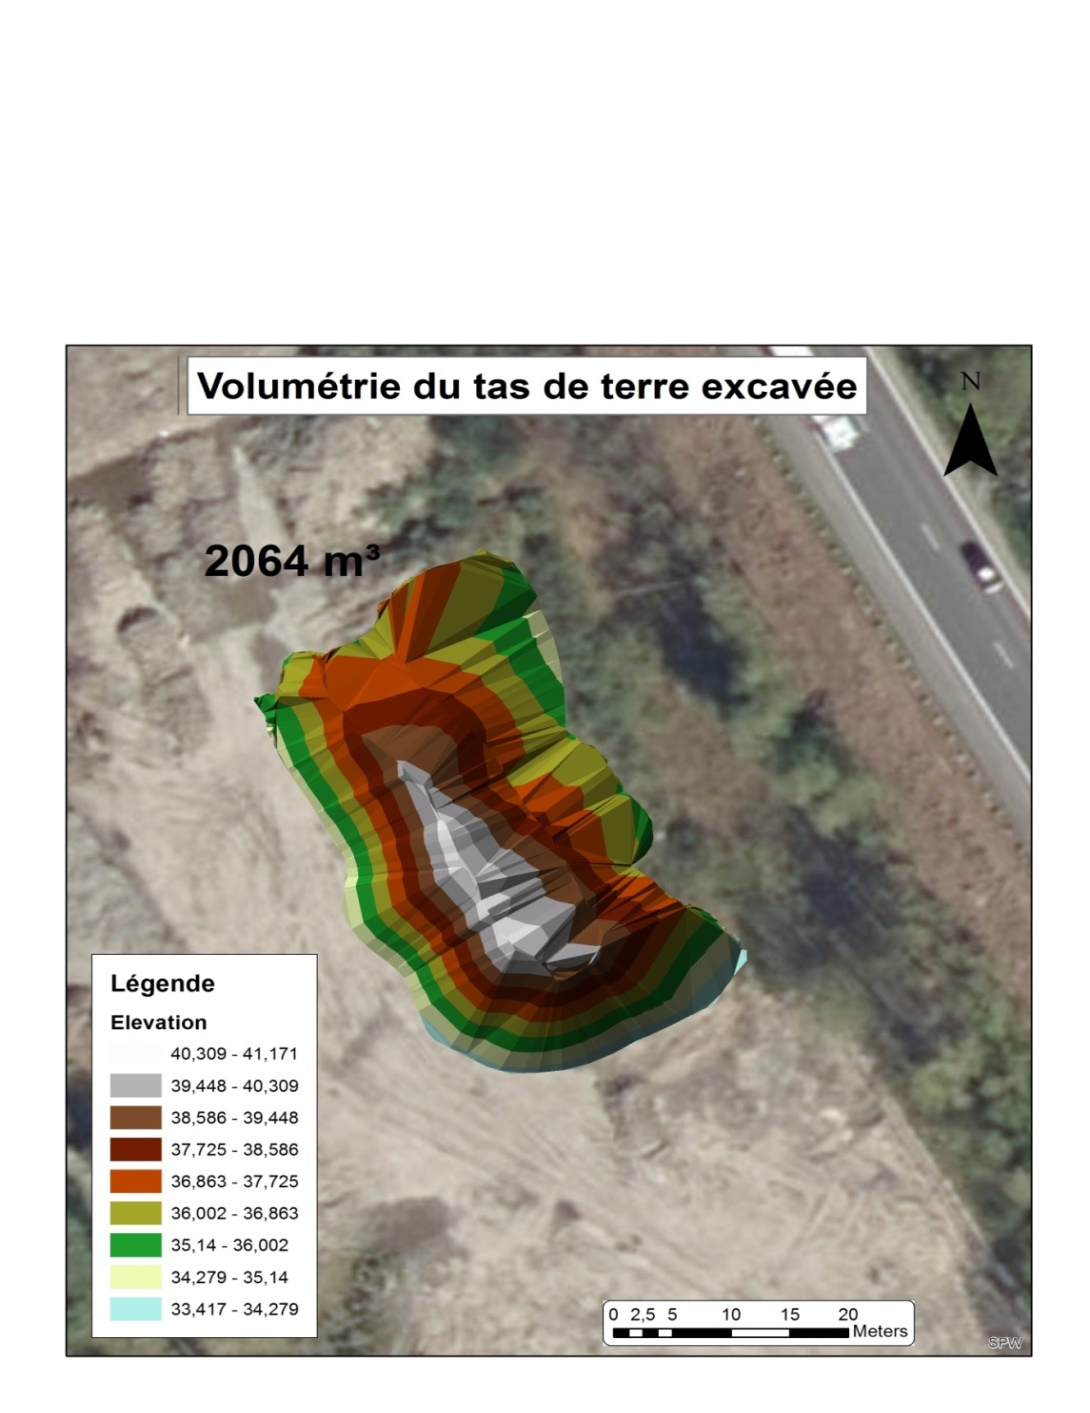 Volumétrie du tas de terre excavée
N
2064 m³
Légende
Elevation
40,309 - 41,171
39,448 - 40,309
38,586 - 39,448
37,725 - 38,586
36,863 - 37,725
36,002 - 36,863
35,14 - 36,002
34,279 - 35,14
33,417 - 34,279
0 2,5 5 10 15 20
Meters
SPW